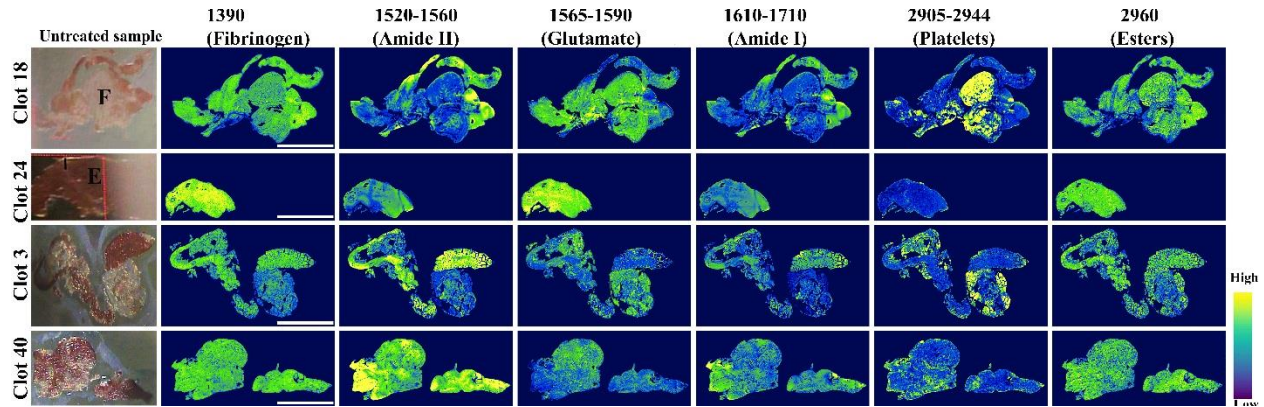 1390 1520-1560 1565-1590 1610-1710 2905-2944 2960
Untreated sample (Fibrinogen) (Amide II) (Glutamate) (Amide I) (Platelets) (Esters)
Clot 18
F
Clot 24
E
Clot 3
Clot 40
High
Low